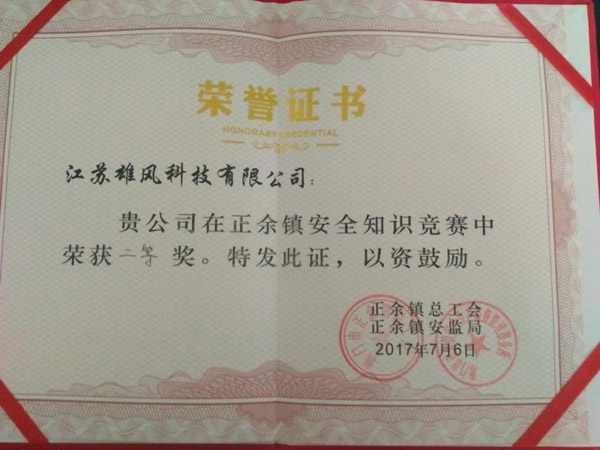 荣誉证书
HONORARY CREDENTIAL
江苏雄风科技有限公司:
贵公司在正余镇安全知识竞赛中
荣获二等奖。特发此证,以资鼓励。
正余镇总工会
正余镇安监局
2017年7月6日